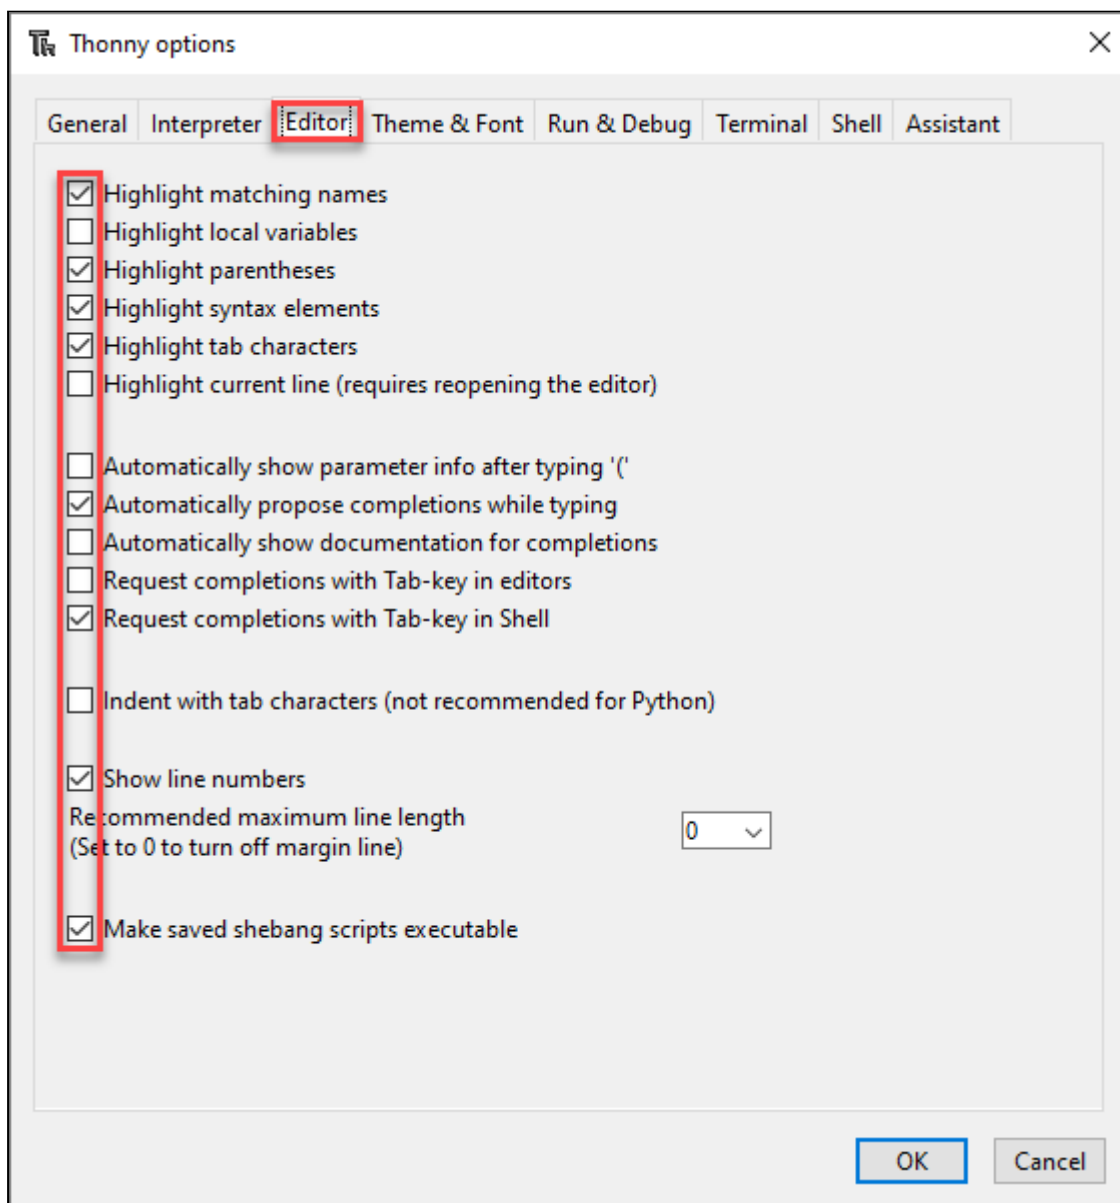 Thonny options
General Interpreter Editor Theme & Font Run & Debug Terminal Shell Assistant
Highlight matching names
Highlight local variables
Highlight parentheses
Highlight syntax elements
Highlight tab characters
Highlight current line (requires reopening the editor)
Automatically show parameter info after typing '('
Automatically propose completions while typing
Automatically show documentation for completions
Request completions with Tab-key in editors
Request completions with Tab-key in Shell
Indent with tab characters (not recommended for Python)
Show line numbers
Recommended maximum line length
(Set to 0 to turn off margin line)
0
Make saved shebang scripts executable
OK Cancel